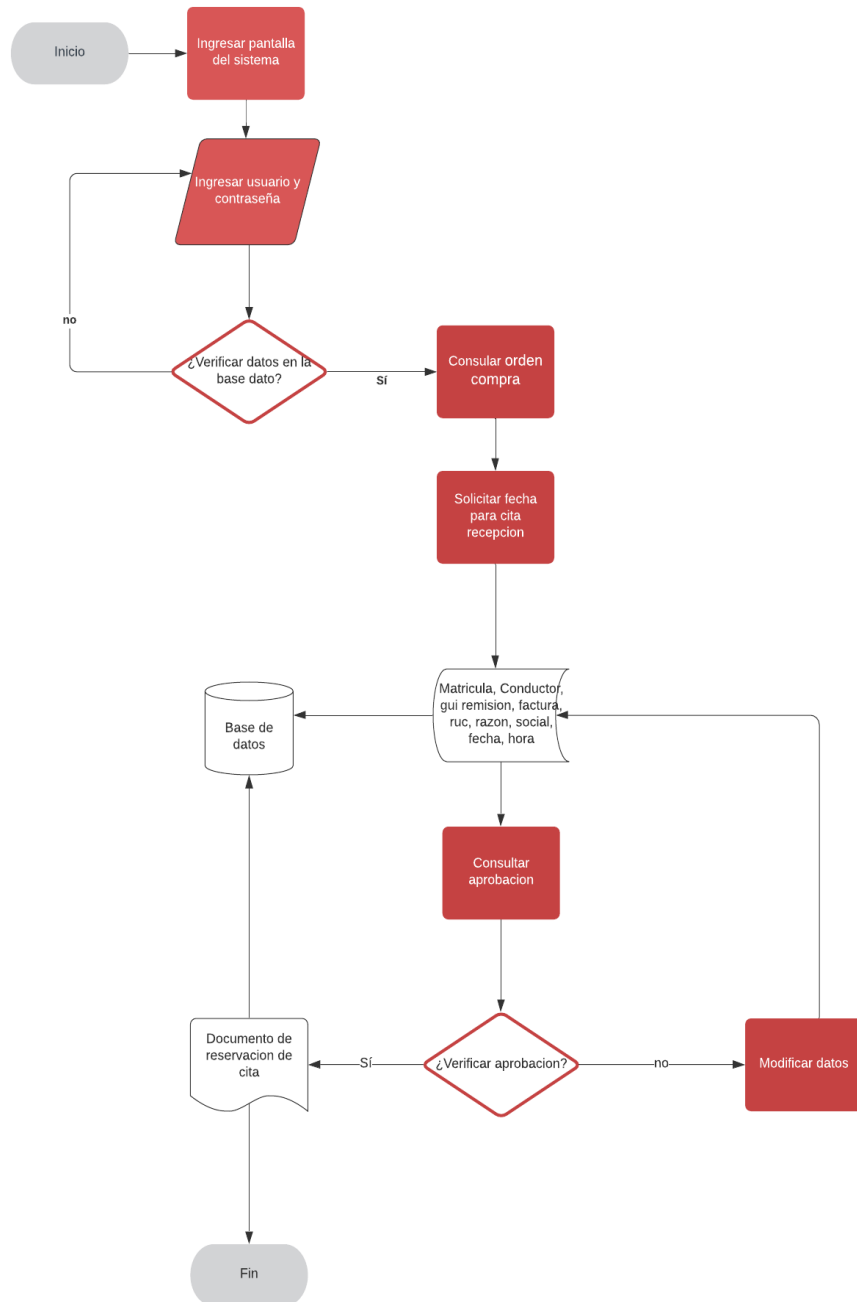 Inicio
Ingresar pantalla
del sistema
Ingresar usuario y
contraseña
no
¿Verificar datos en la
base dato?
Sí
Consular orden
compra
Solicitar fecha
para cita
recepcion
Matricula, Conductor,
gui remision, factura,
ruc, razon, social,
fecha, hora
Base de
datos
Consultar
aprobacion
Documento de
reservacion de
cita
Sí
¿Verificar aprobacion?
no
Modificar datos
Fin